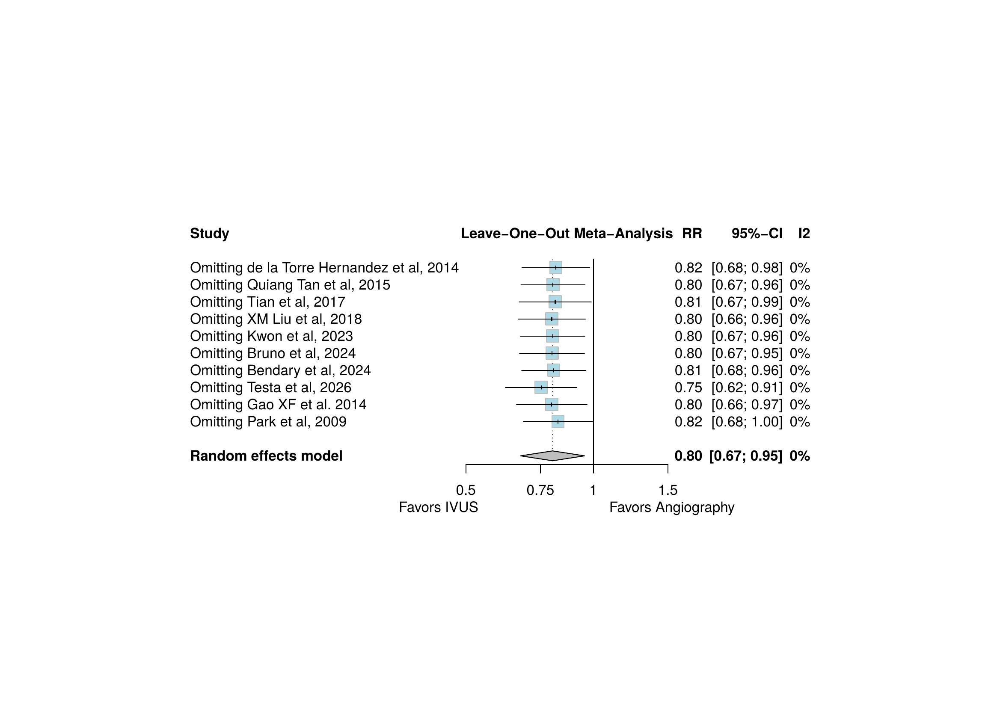 Study Leave−One−Out Meta−Analysis RR 95%−CI I2
Omitting de la Torre Hernandez et al, 2014 0.82 [0.68; 0.98] 0%
Omitting Quiang Tan et al, 2015 0.80 [0.67; 0.96] 0%
Omitting Tian et al, 2017 0.81 [0.67; 0.99] 0%
Omitting XM Liu et al, 2018 0.80 [0.66; 0.96] 0%
Omitting Kwon et al, 2023 0.80 [0.67; 0.96] 0%
Omitting Bruno et al, 2024 0.80 [0.67; 0.95] 0%
Omitting Bendary et al, 2024 0.81 [0.68; 0.96] 0%
Omitting Testa et al, 2026 0.75 [0.62; 0.91] 0%
Omitting Gao XF et al. 2014 0.80 [0.66; 0.97] 0%
Omitting Park et al, 2009 0.82 [0.68; 1.00] 0%
Random effects model 0.80 [0.67; 0.95] 0%
0.5 0.75 1 1.5
Favors IVUS Favors Angiography